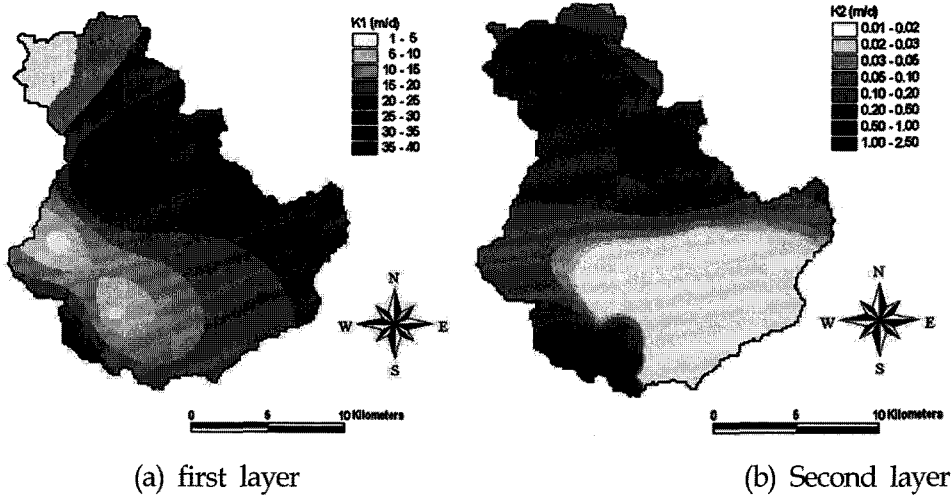 K1 (m/d)
1 - 5
5 - 10
10 - 15
15 - 20
20 - 25
25 - 30
30 - 35
35 - 40
N
W E
S
0 5 10 Kilometers
(a) first layer
K2 (m/d)
0.01 - 0.02
0.02 - 0.03
0.03 - 0.05
0.05 - 0.10
0.10 - 0.20
0.20 - 0.50
0.50 - 1.00
1.00 - 2.50
N
W E
S
0 5 10 Kilometers
(b) Second layer